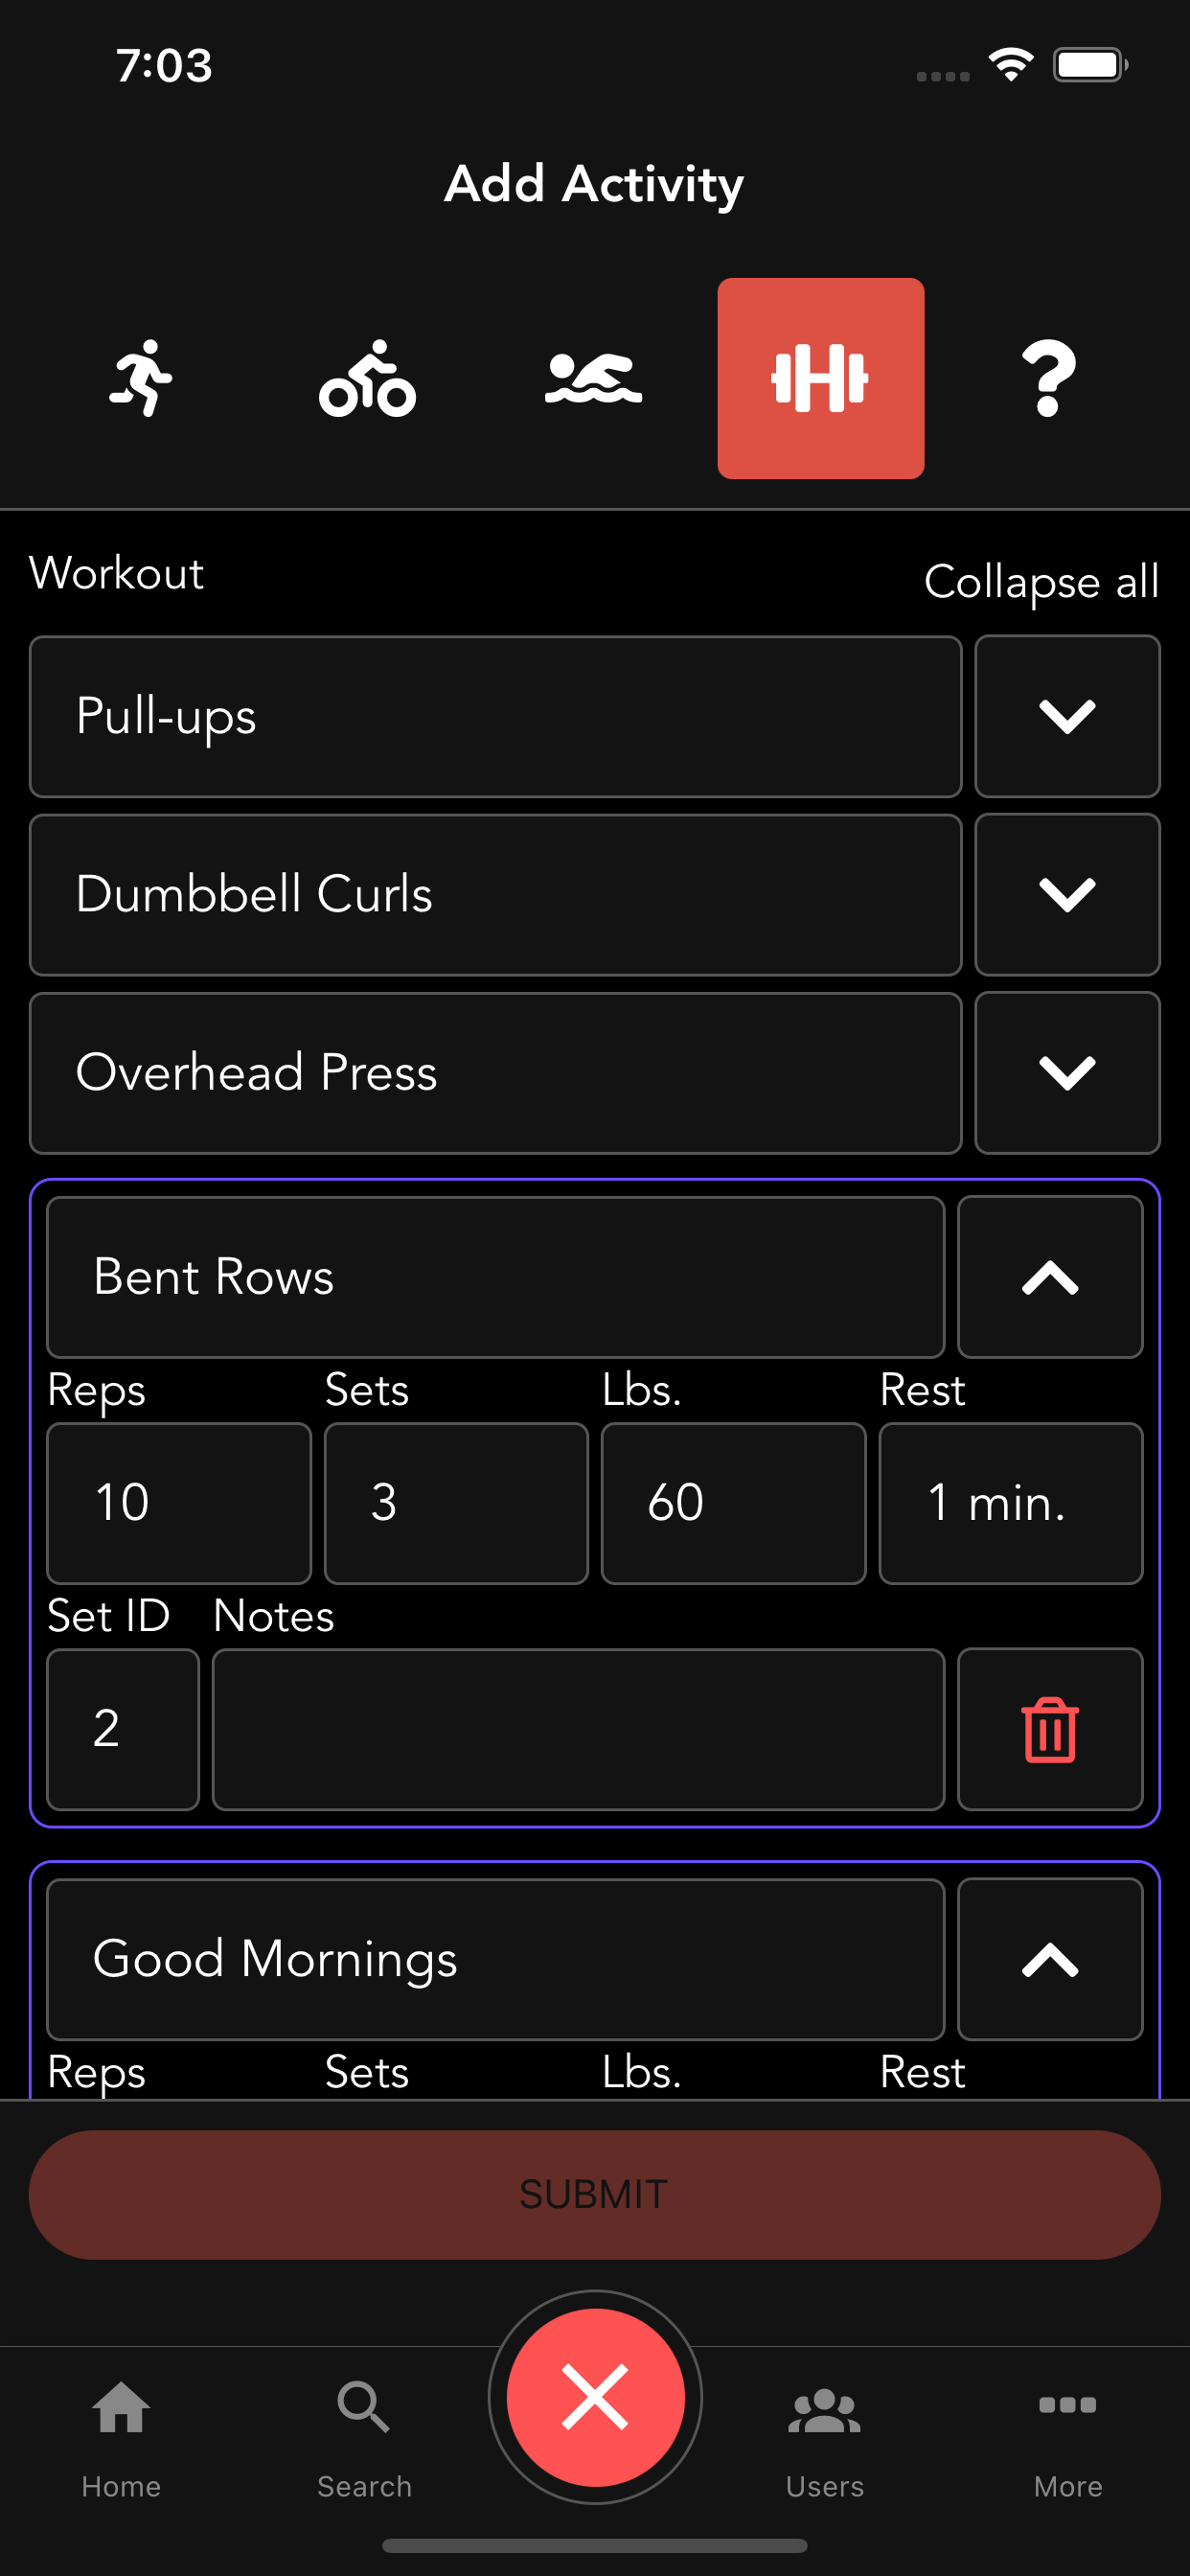 7:03
Add Activity
Workout
Collapse all
Pull-ups
Dumbbell Curls
Overhead Press
Bent Rows
Reps Sets Lbs. Rest
10 3 60 1 min.
Set ID Notes
2
Good Mornings
Reps Sets Lbs. Rest
SUBMIT
Home Search Users More